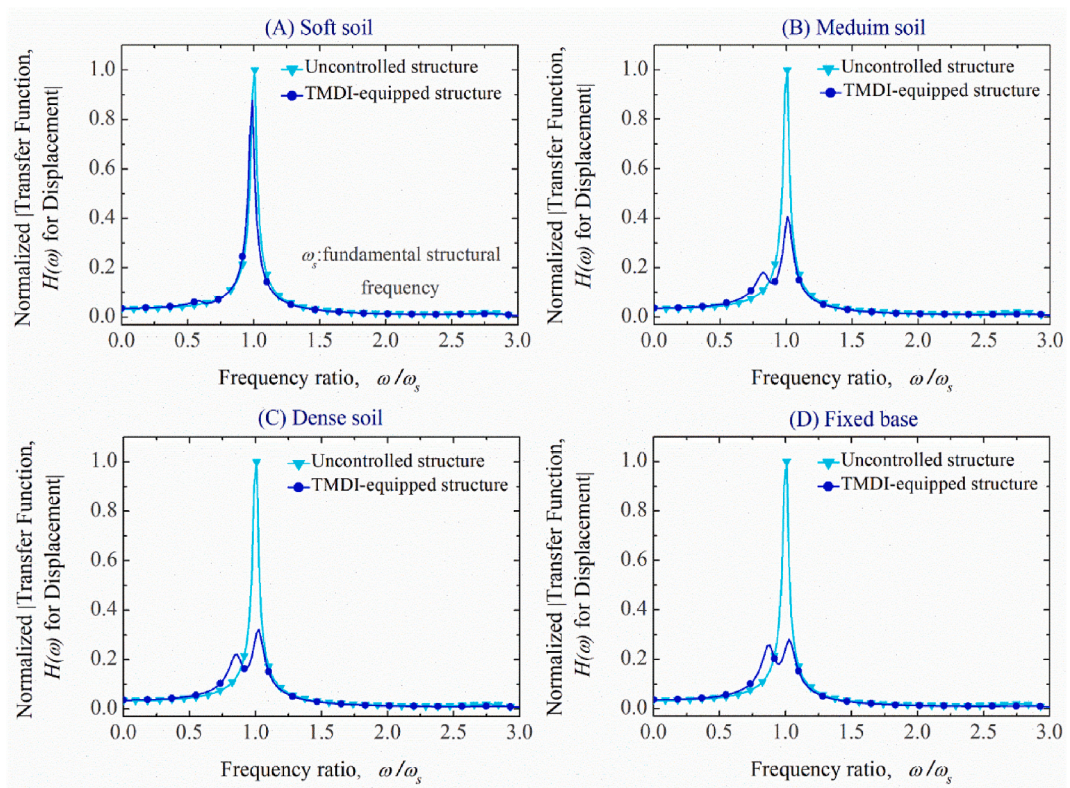 (A) Soft soil
Normalized |Transfer Function,
H(ω) for Displacement|
1.0
0.8
0.6
0.4
0.2
0.0
Uncontrolled structure
TMDI-equipped structure
ωs:fundamental structural
frequency
0.0 0.5 1.0 1.5 2.0 2.5 3.0
Frequency ratio, ω/ωs
(B) Meduim soil
Normalized |Transfer Function,
H(ω) for Displacement|
1.0
0.8
0.6
0.4
0.2
0.0
Uncontrolled structure
TMDI-equipped structure
0.0 0.5 1.0 1.5 2.0 2.5 3.0
Frequency ratio, ω/ωs
(C) Dense soil
Normalized |Transfer Function,
H(ω) for Displacement|
1.0
0.8
0.6
0.4
0.2
0.0
Uncontrolled structure
TMDI-equipped structure
0.0 0.5 1.0 1.5 2.0 2.5 3.0
Frequency ratio, ω/ωs
(D) Fixed base
Normalized |Transfer Function,
H(ω) for Displacement|
1.0
0.8
0.6
0.4
0.2
0.0
Uncontrolled structure
TMDI-equipped structure
0.0 0.5 1.0 1.5 2.0 2.5 3.0
Frequency ratio, ω/ωs